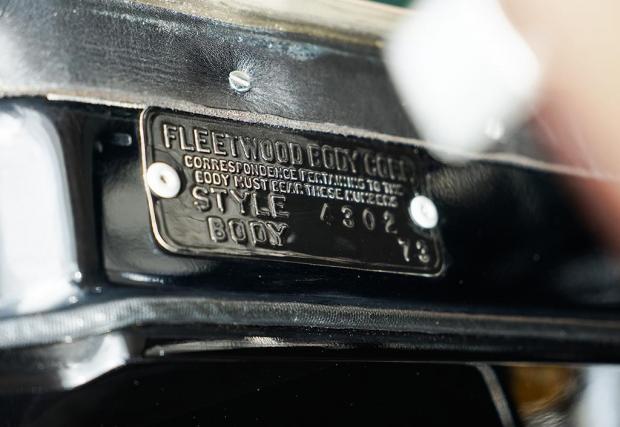 FLEETWOOD BODY CORP.
CORRESPONDENCE PERTAINING TO THE
BODY MUST BEAR THESE NUMBERS
STYLE 4302
BODY 73